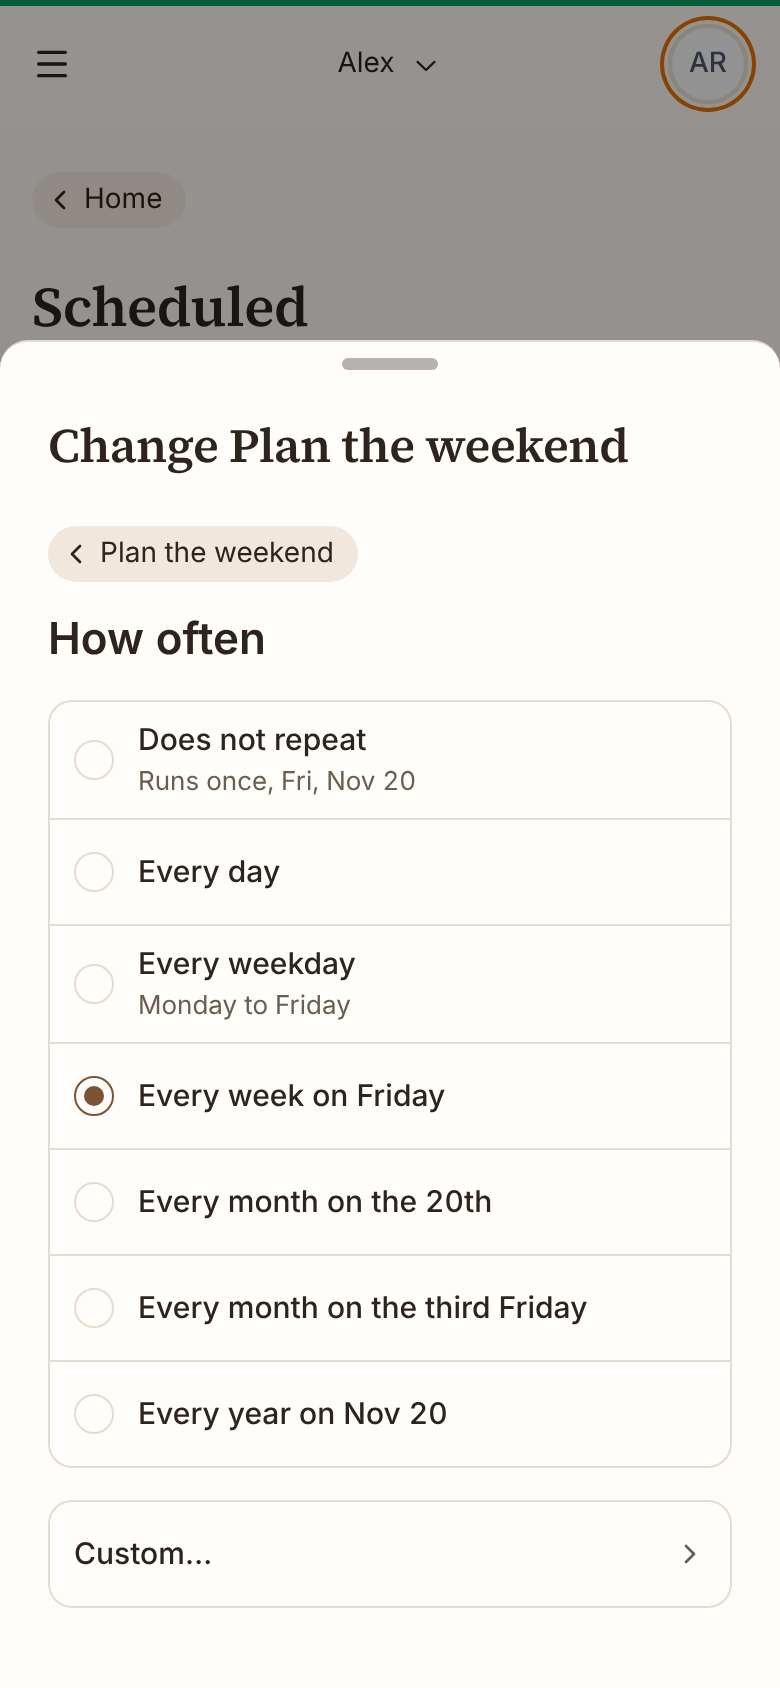 Alex
AR
Home
Scheduled
Change Plan the weekend
Plan the weekend
How often
Does not repeat
Runs once, Fri, Nov 20
Every day
Every weekday
Monday to Friday
Every week on Friday
Every month on the 20th
Every month on the third Friday
Every year on Nov 20
Custom...